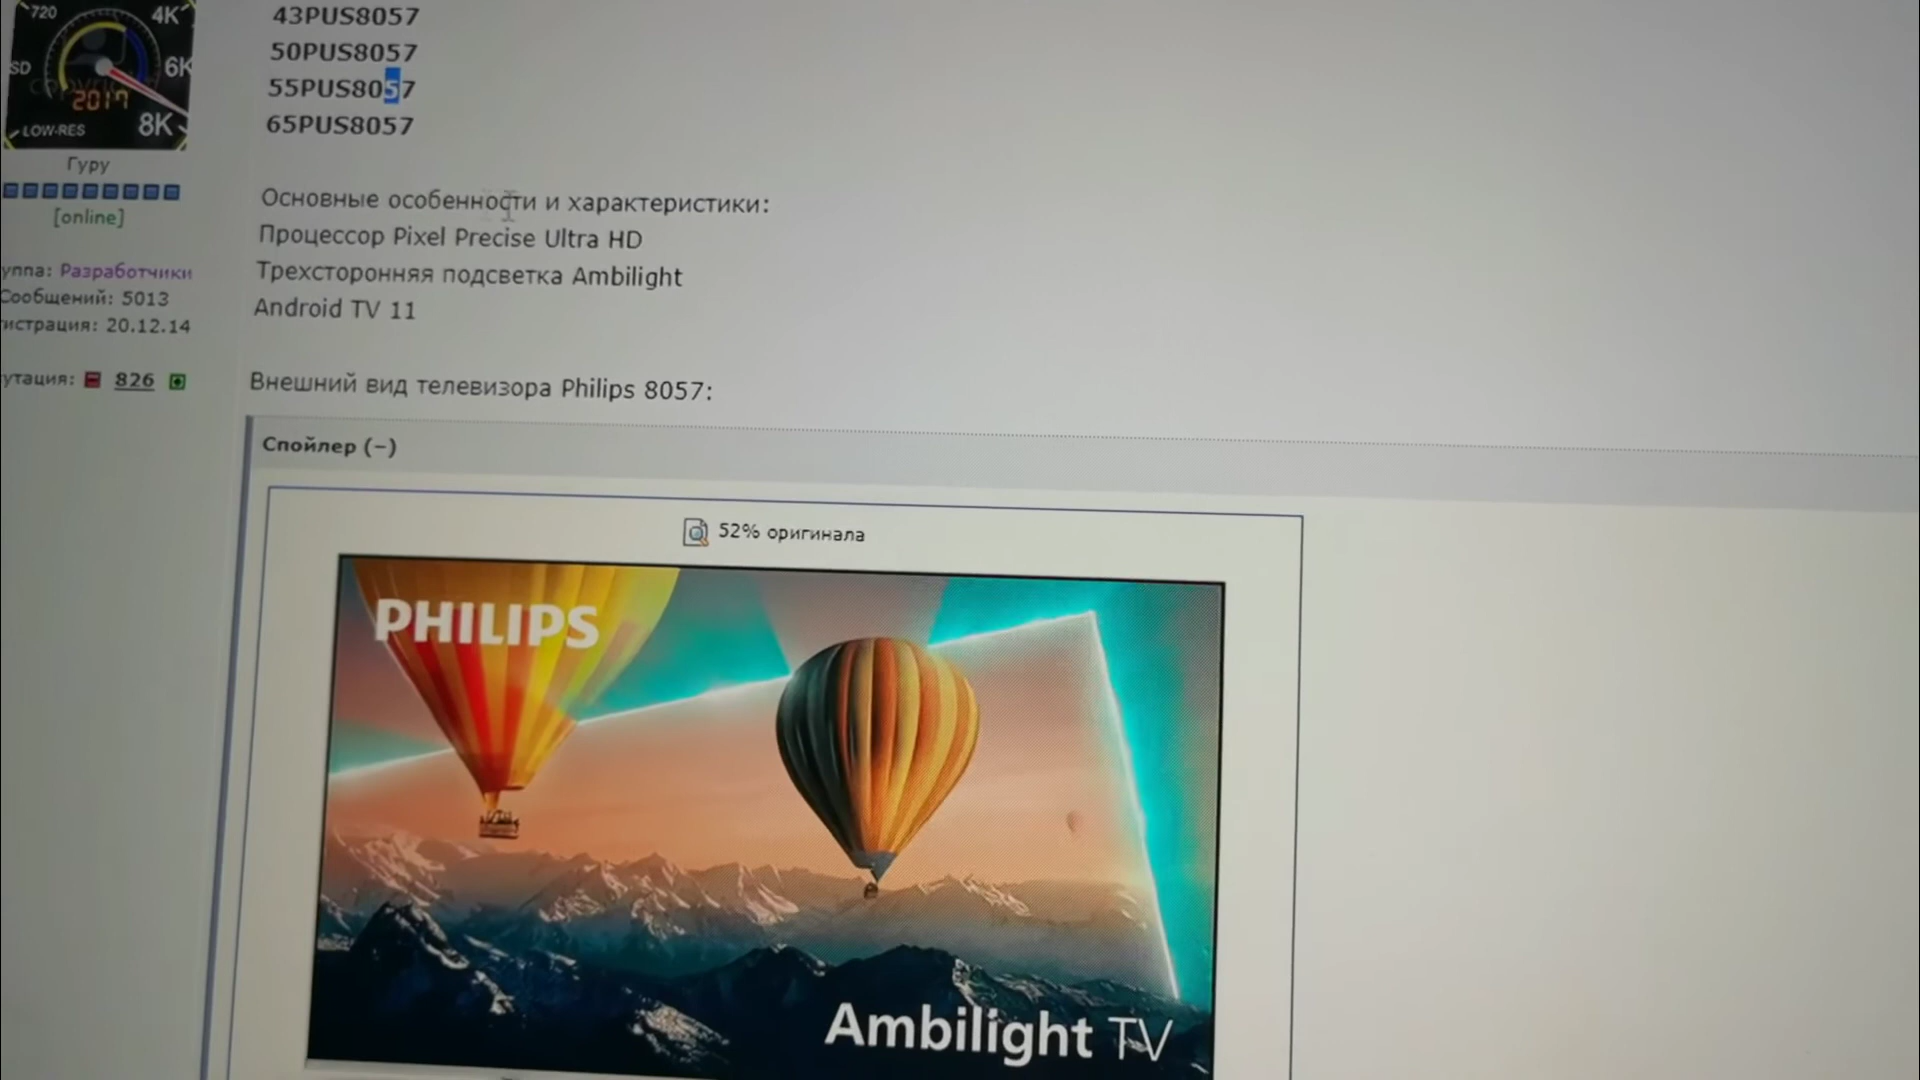 720
4K
SD
6K
2017
LOW-RES
8K
Гуру
[online]
уппа: Разработчики
Сообщений: 5013
истрация: 20.12.14
утация: 826
43PUS8057
50PUS8057
55PUS8057
65PUS8057
Основные особенности и характеристики:
Процессор Pixel Precise Ultra HD
Трехсторонняя подсветка Ambilight
Android TV 11
Внешний вид телевизора Philips 8057:
Спойлер (−)
52% оригинала
PHILIPS
Ambilight TV